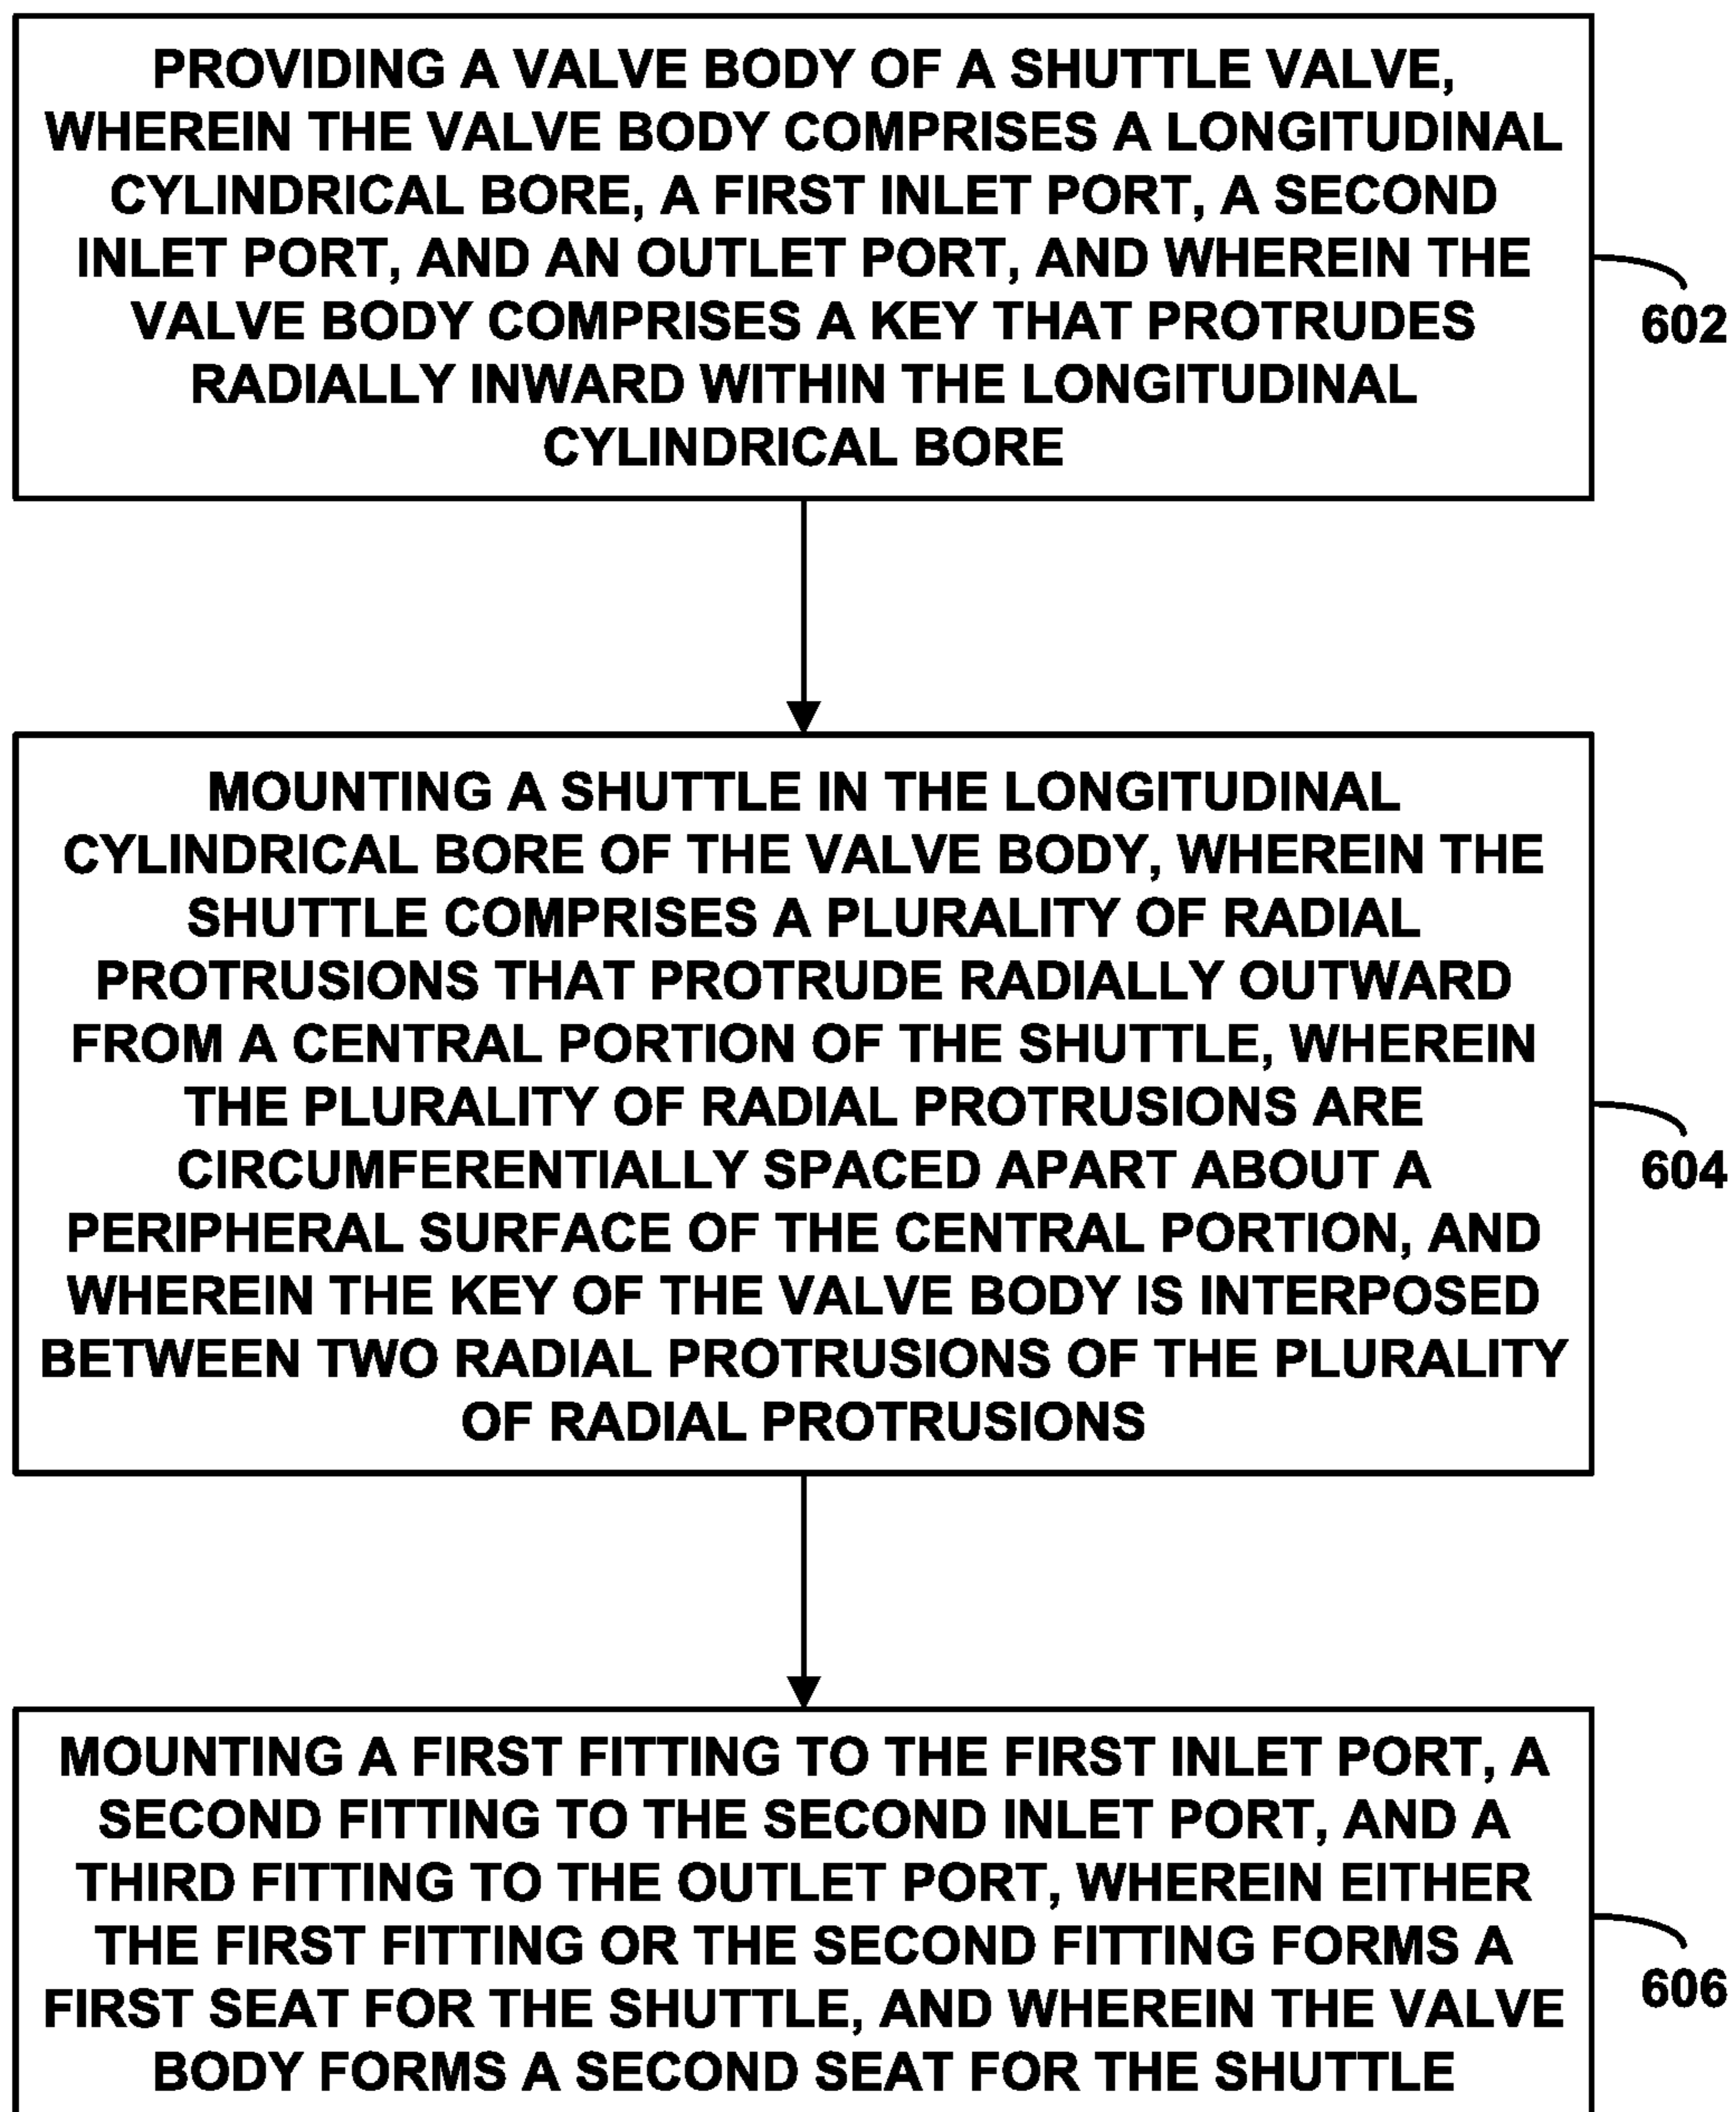 PROVIDING A VALVE BODY OF A SHUTTLE VALVE,
WHEREIN THE VALVE BODY COMPRISES A LONGITUDINAL
CYLINDRICAL BORE, A FIRST INLET PORT, A SECOND
INLET PORT, AND AN OUTLET PORT, AND WHEREIN THE
VALVE BODY COMPRISES A KEY THAT PROTRUDES
RADIALLY INWARD WITHIN THE LONGITUDINAL
CYLINDRICAL BORE
602
MOUNTING A SHUTTLE IN THE LONGITUDINAL
CYLINDRICAL BORE OF THE VALVE BODY, WHEREIN THE
SHUTTLE COMPRISES A PLURALITY OF RADIAL
PROTRUSIONS THAT PROTRUDE RADIALLY OUTWARD
FROM A CENTRAL PORTION OF THE SHUTTLE, WHEREIN
THE PLURALITY OF RADIAL PROTRUSIONS ARE
CIRCUMFERENTIALLY SPACED APART ABOUT A
PERIPHERAL SURFACE OF THE CENTRAL PORTION, AND
WHEREIN THE KEY OF THE VALVE BODY IS INTERPOSED
BETWEEN TWO RADIAL PROTRUSIONS OF THE PLURALITY
OF RADIAL PROTRUSIONS
604
MOUNTING A FIRST FITTING TO THE FIRST INLET PORT, A
SECOND FITTING TO THE SECOND INLET PORT, AND A
THIRD FITTING TO THE OUTLET PORT, WHEREIN EITHER
THE FIRST FITTING OR THE SECOND FITTING FORMS A
FIRST SEAT FOR THE SHUTTLE, AND WHEREIN THE VALVE
BODY FORMS A SECOND SEAT FOR THE SHUTTLE
606